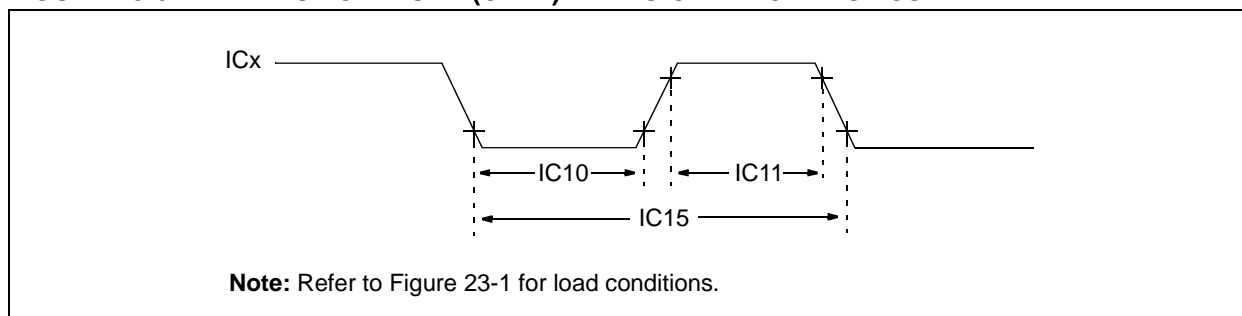 ICx
IC10
IC11
IC15
Note: Refer to Figure 23-1 for load conditions.